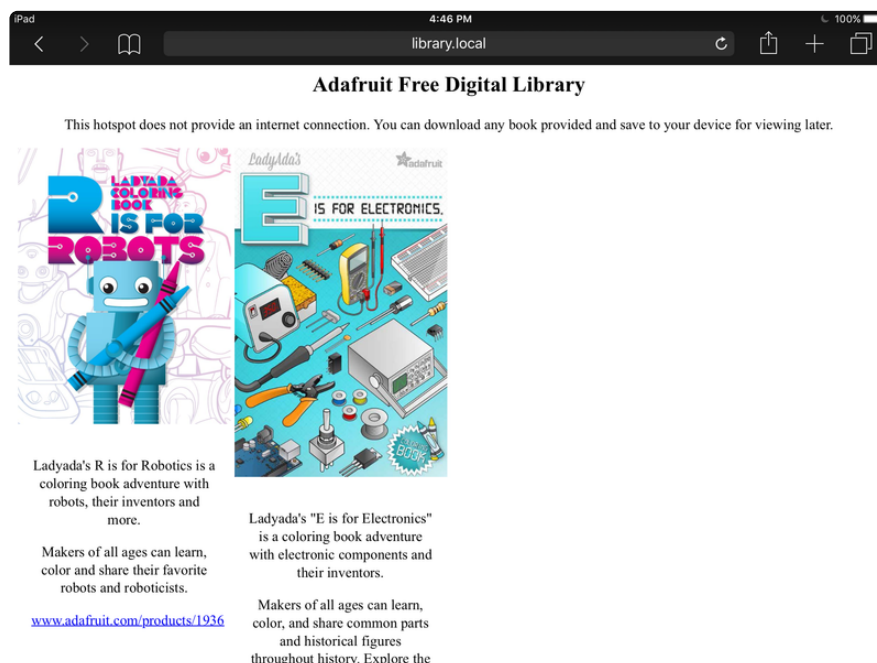 iPad
4:46 PM
100%
library.local
Adafruit Free Digital Library
This hotspot does not provide an internet connection. You can download any book provided and save to your device for viewing later.
LADYADA
COLORING
BOOK
R
IS FOR
ROBOTS
LadyAda's
adafruit
E
IS FOR ELECTRONICS.
COLORING
BOOK
Ladyada's R is for Robotics is a
coloring book adventure with
robots, their inventors and
more.
Makers of all ages can learn,
color and share their favorite
robots and roboticists.
www.adafruit.com/products/1936
Ladyada's "E is for Electronics"
is a coloring book adventure
with electronic components and
their inventors.
Makers of all ages can learn,
color, and share common parts
and historical figures
throughout history. Explore the